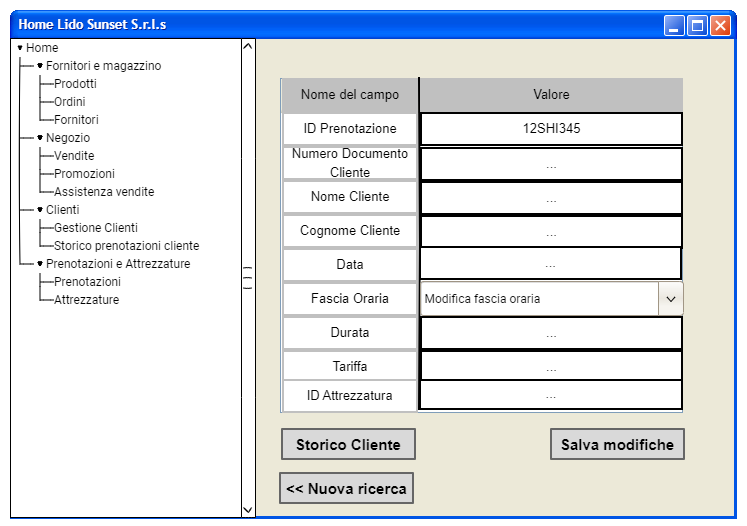 Home Lido Sunset S.r.l.s
Home
Fornitori e magazzino
Prodotti
Ordini
Fornitori
Negozio
Vendite
Promozioni
Assistenza vendite
Clienti
Gestione Clienti
Storico prenotazioni cliente
Prenotazioni e Attrezzature
Prenotazioni
Attrezzature
Nome del campo Valore
ID Prenotazione 12SHI345
Numero Documento
Cliente ...
Nome Cliente ...
Cognome Cliente ...
Data ...
Fascia Oraria Modifica fascia oraria
Durata ...
Tariffa ...
ID Attrezzatura ...
Storico Cliente Salva modifiche
<< Nuova ricerca